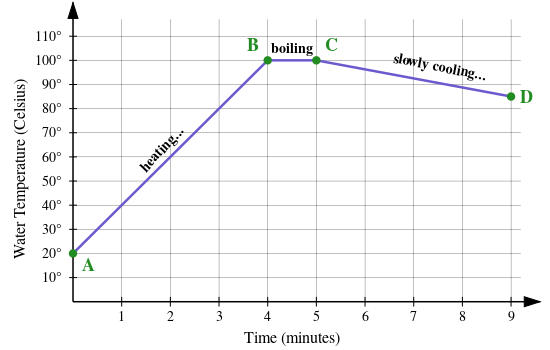 110°
100°
90°
80°
70°
60°
50°
40°
30°
20°
10°
Water Temperature (Celsius)
A
heating...
B
boiling
C
slowly cooling...
D
1 2 3 4 5 6 7 8 9
Time (minutes)